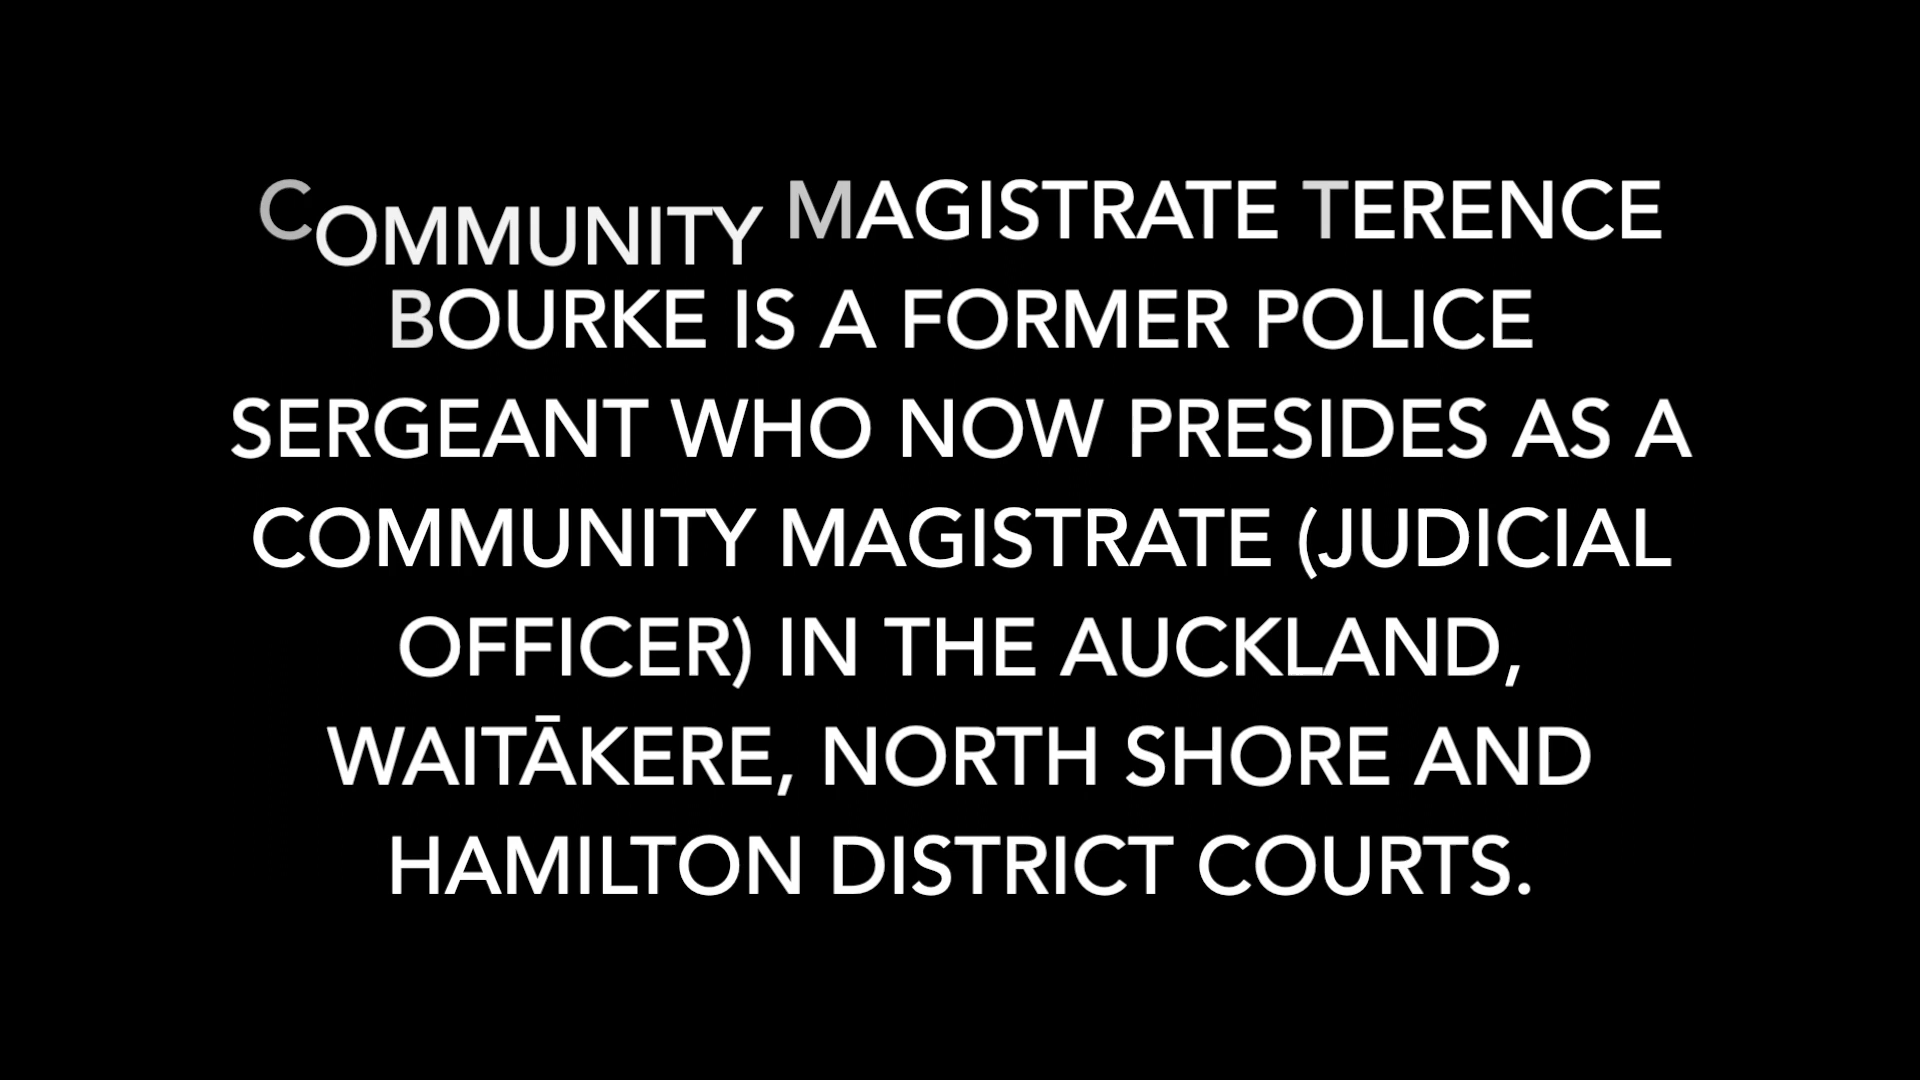 COMMUNITY MAGISTRATE TERENCE
BOURKE IS A FORMER POLICE
SERGEANT WHO NOW PRESIDES AS A
COMMUNITY MAGISTRATE (JUDICIAL
OFFICER) IN THE AUCKLAND,
WAITĀKERE, NORTH SHORE AND
HAMILTON DISTRICT COURTS.